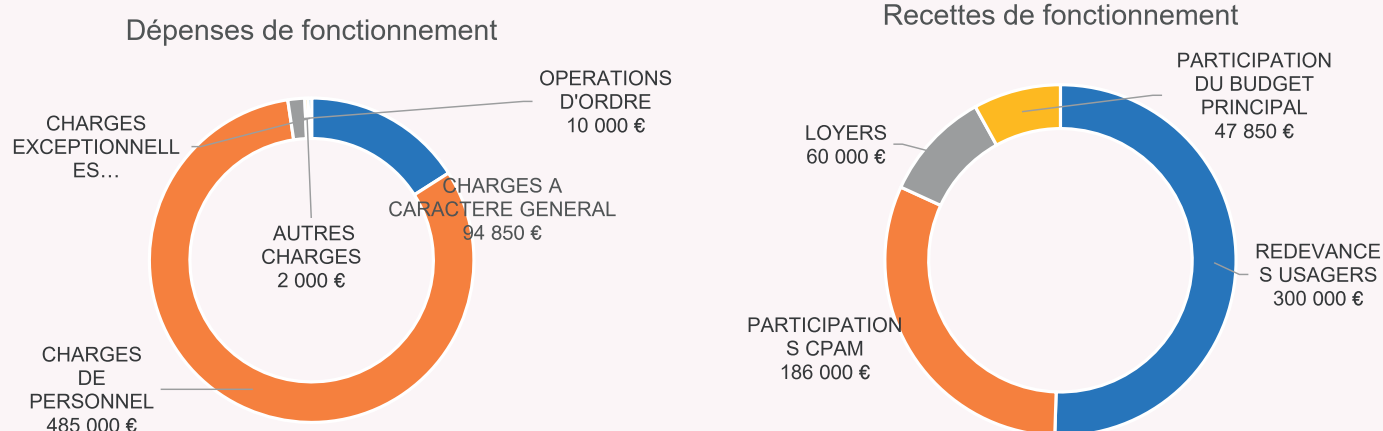 Dépenses de fonctionnement
OPERATIONS
D'ORDRE
10 000 €
CHARGES
EXCEPTIONNELL
ES…
CHARGES A
CARACTERE GENERAL
94 850 €
AUTRES
CHARGES
2 000 €
CHARGES
DE
PERSONNEL
485 000 €
Recettes de fonctionnement
PARTICIPATION
DU BUDGET
PRINCIPAL
47 850 €
LOYERS
60 000 €
REDEVANCE
S USAGERS
300 000 €
PARTICIPATION
S CPAM
186 000 €